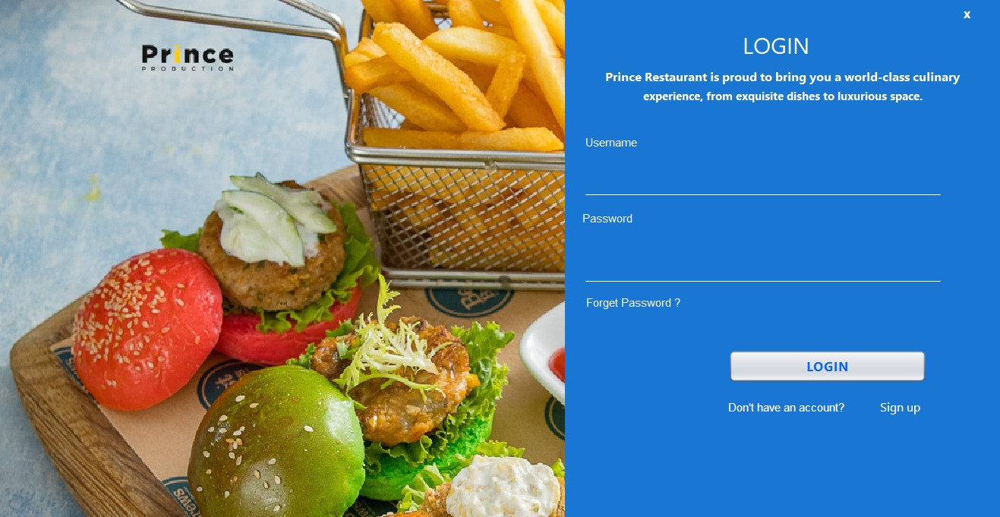 Prince
PRODUCTION
x
LOGIN
Prince Restaurant is proud to bring you a world-class culinary
experience, from exquisite dishes to luxurious space.
Username
Password
Forget Password ?
LOGIN
Don't have an account? Sign up